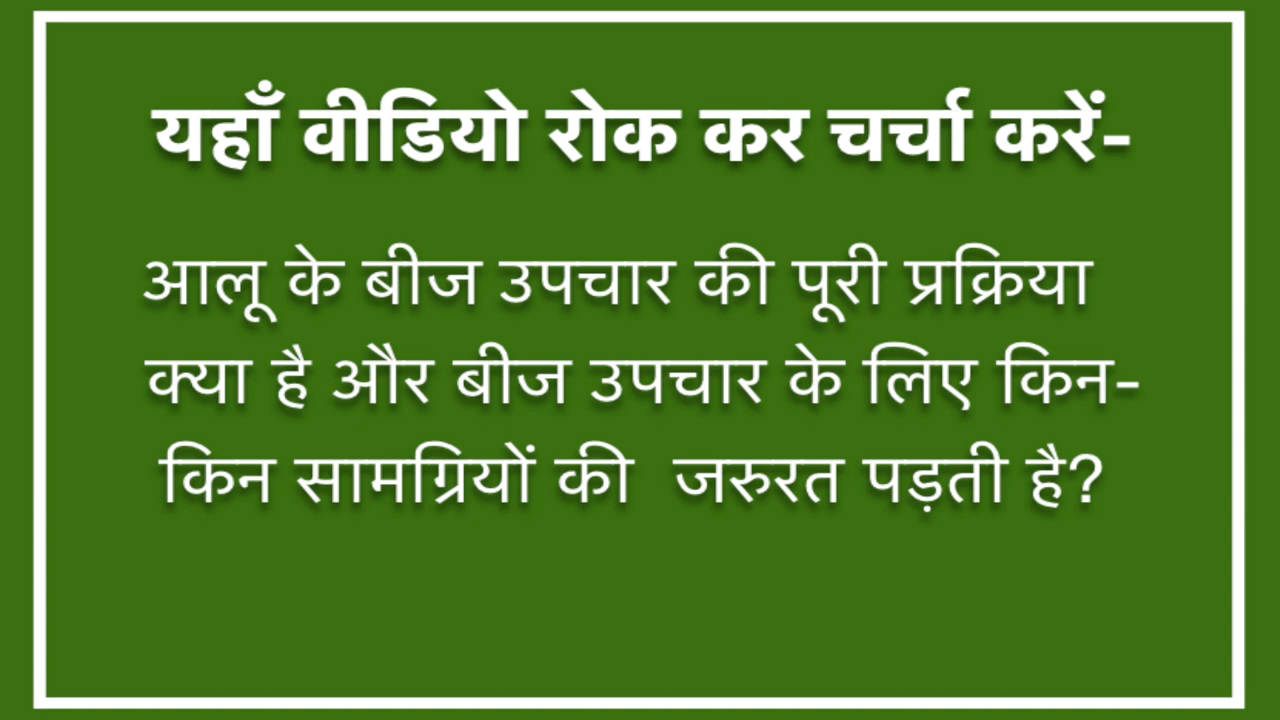 यहाँ वीडियो रोक कर चर्चा करें-
आलू के बीज उपचार की पूरी प्रक्रिया
क्या है और बीज उपचार के लिए किन-
किन सामग्रियों की जरुरत पड़ती है?